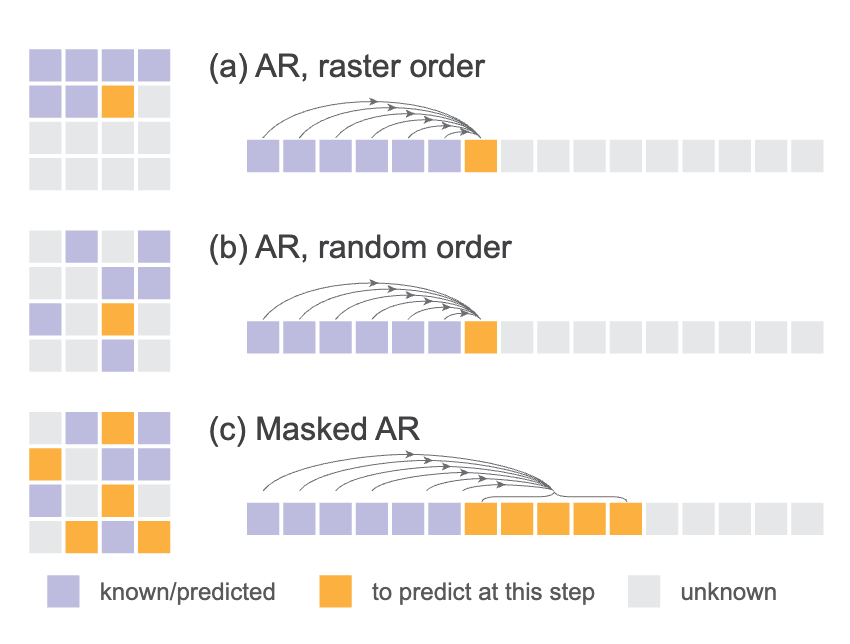 (a) AR, raster order
(b) AR, random order
(c) Masked AR
known/predicted
to predict at this step
unknown